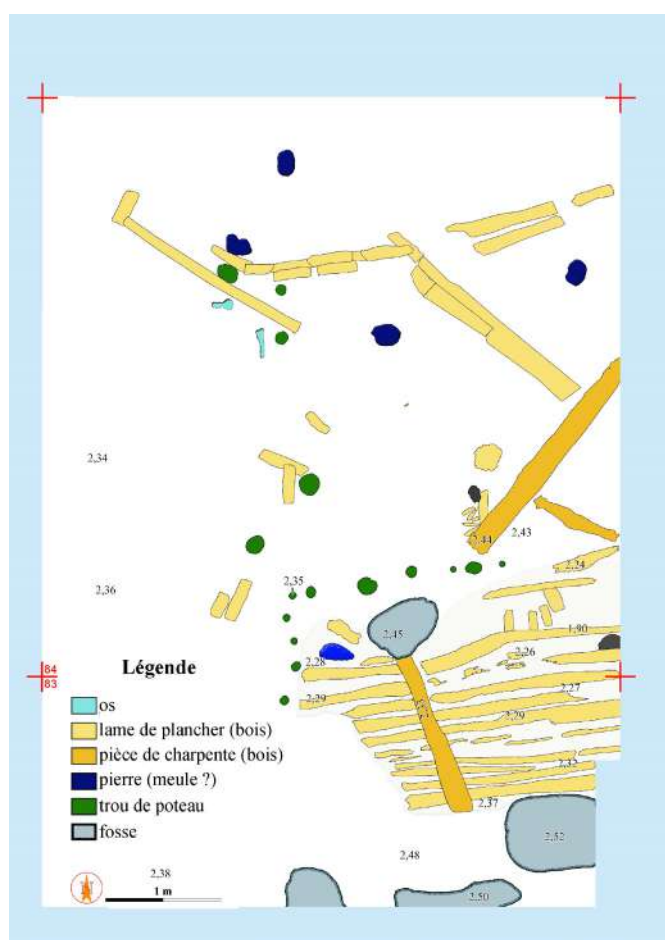 2,34
2,43
2,44
2,24
2,36
2,35
1,90
2,45
2,26
2,28
84
83
Légende
2,27
2,29
2,29
os
lame de plancher (bois)
pièce de charpente (bois)
2,32
pierre (meule ?)
2,37
trou de poteau
fosse
2,52
2,48
2,38
1 m
2,50